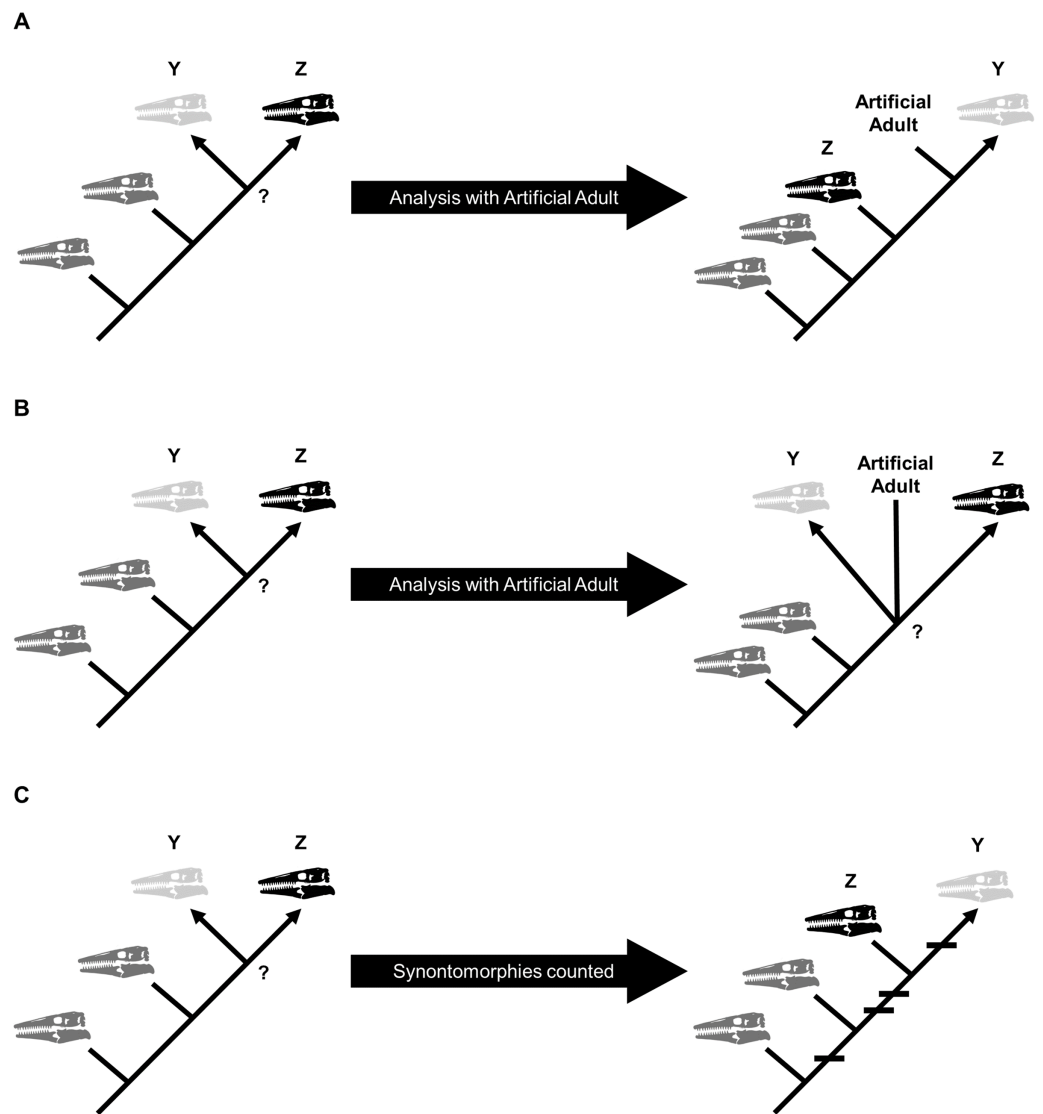 A
Y
Z
?
Analysis with Artificial Adult
Y
Artificial
Adult
Z
B
Y
Z
?
Analysis with Artificial Adult
Y
Artificial
Adult
Z
?
C
Y
Z
?
Synontomorphies counted
Y
Z